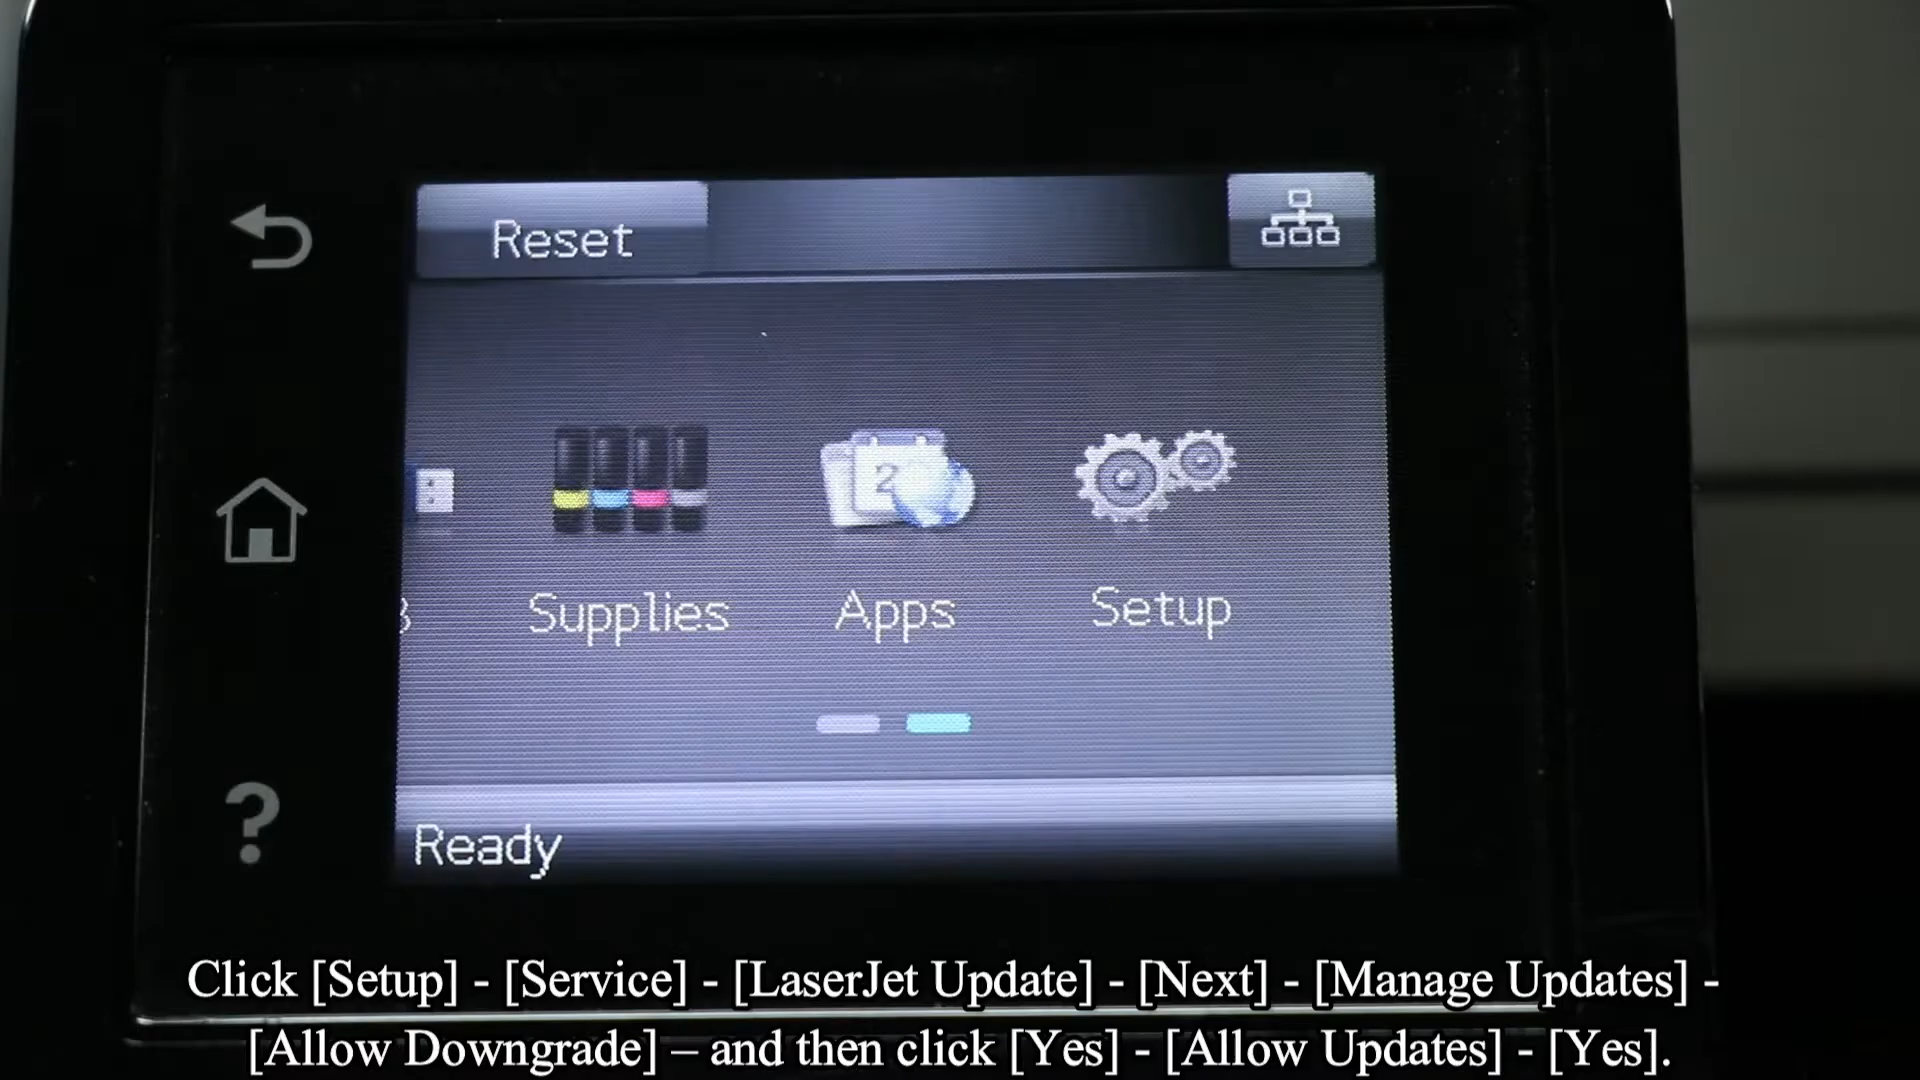 Reset
2
Supplies
Apps
Setup
Ready
Click [Setup] - [Service] - [LaserJet Update] - [Next] - [Manage Updates] -
[Allow Downgrade] – and then click [Yes] - [Allow Updates] - [Yes].